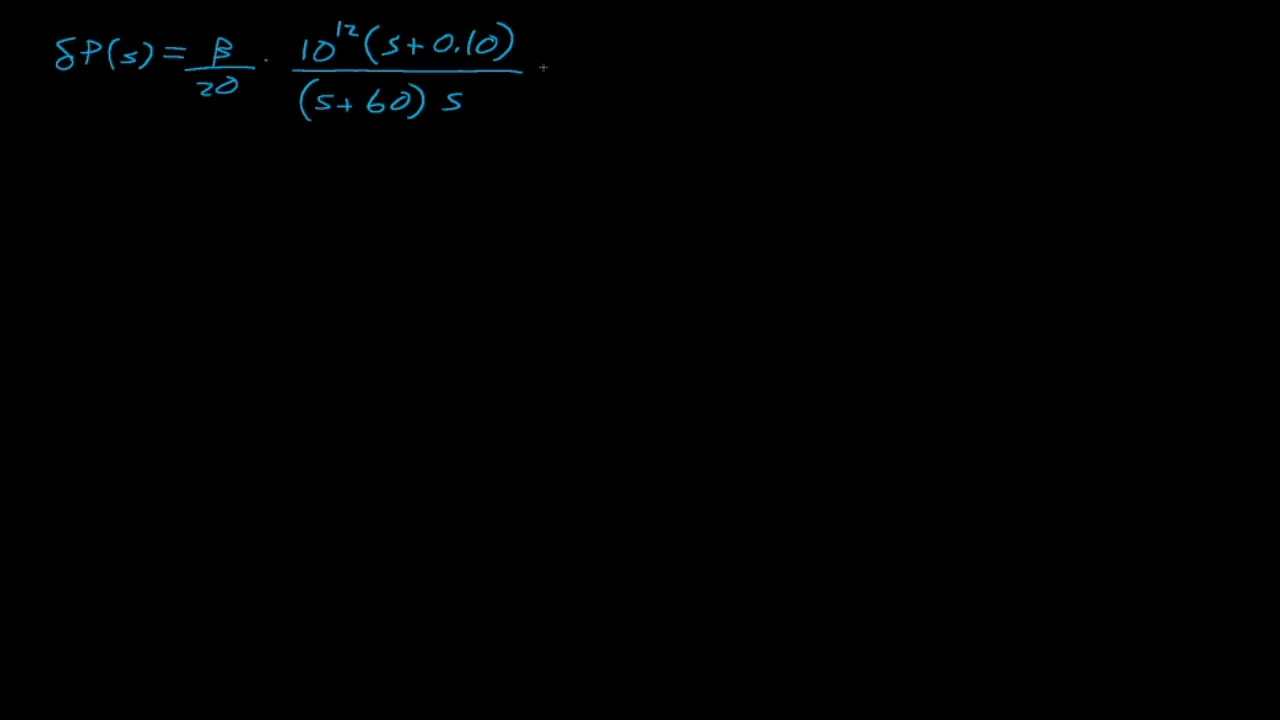 δP(s) = β/20 · 10^12 (s+0.10) / (s+60) s